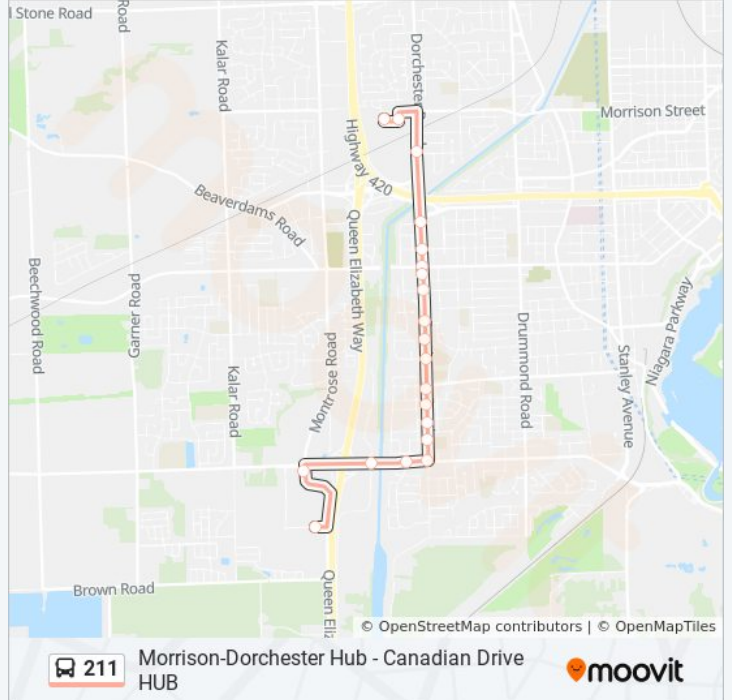 l Stone Road
Road
Kalar Road
Dorchester
Morrison Street
Highway 420
Beaverdams Road
Queen Elizabeth Way
Beechwood Road
Garner Road
Niagara Parkway
Montrose Road
Drummond Road
Stanley Avenue
Kalar Road
Brown Road
Queen Eliz
© OpenStreetMap contributors | © OpenMapTiles
211
Morrison-Dorchester Hub - Canadian Drive
HUB
moovit